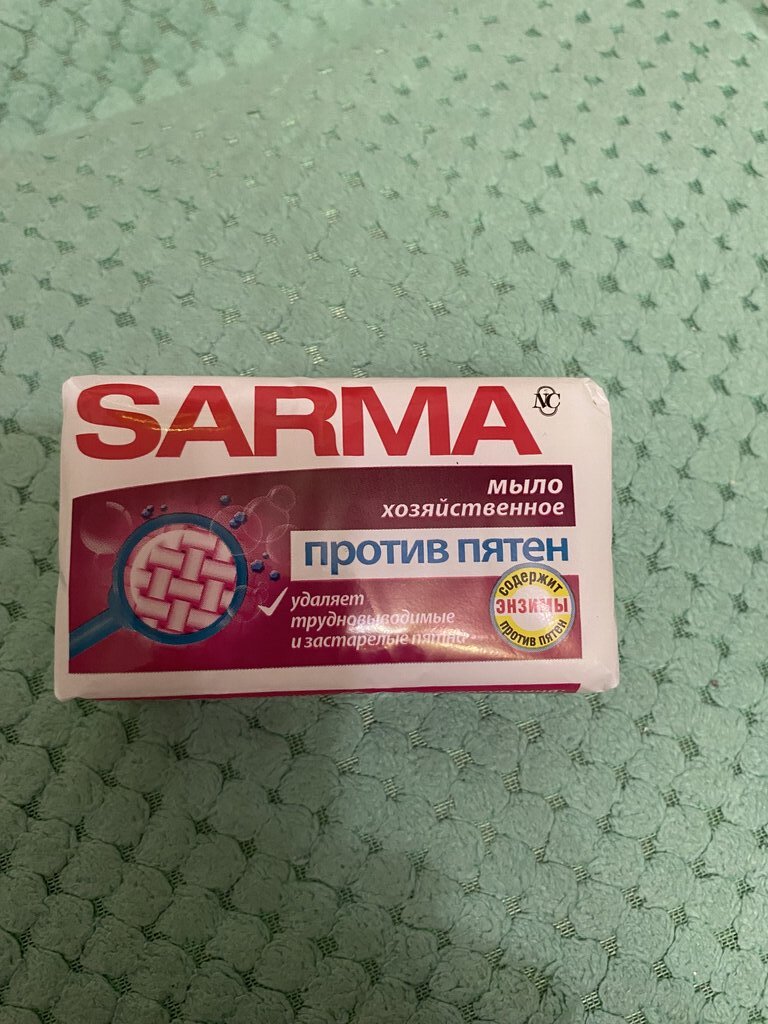 SARMA
NC
мыло
хозяйственное
против пятен
удаляет
трудновыводимые
и застарелые пятна
содержит
ЭНЗИМЫ
против пятен